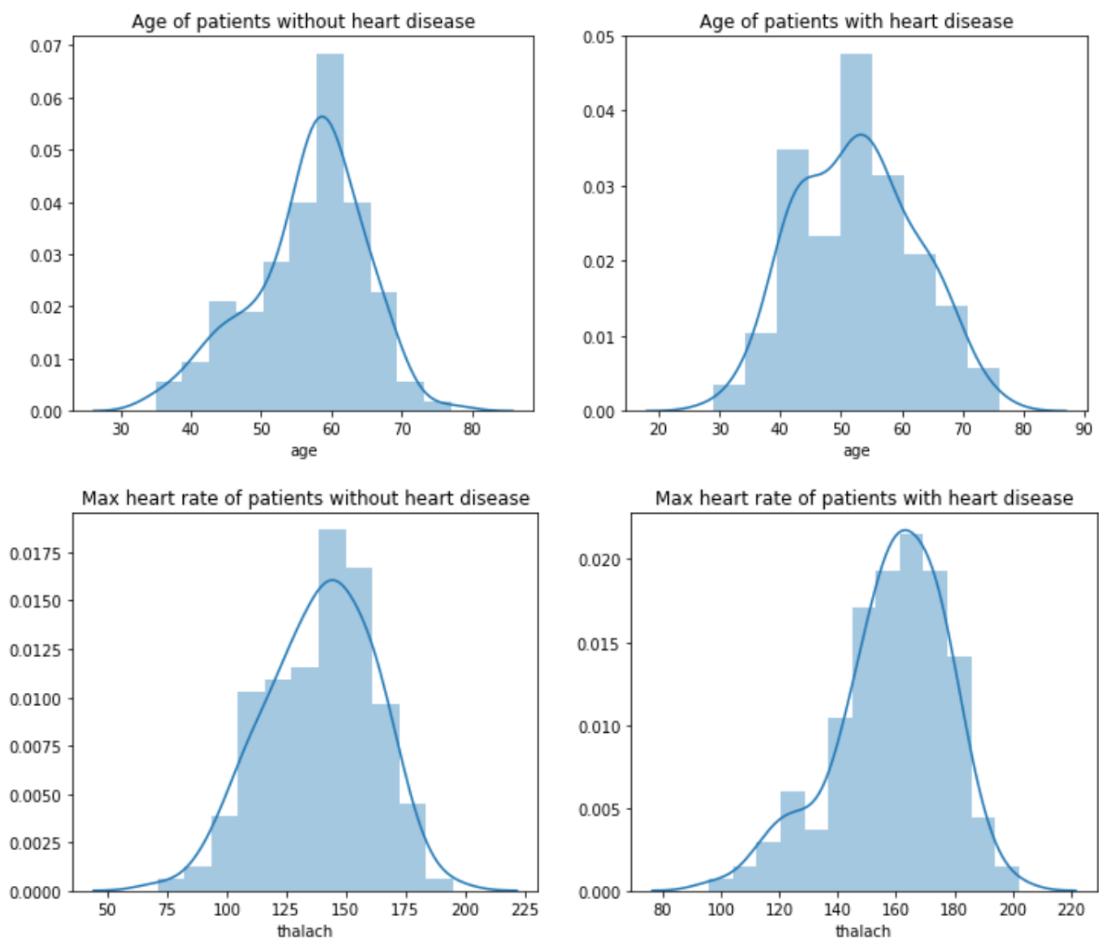 Age of patients without heart disease
0.07
0.06
0.05
0.04
0.03
0.02
0.01
0.00
30 40 50 60 70 80
age
Age of patients with heart disease
0.05
0.04
0.03
0.02
0.01
0.00
20 30 40 50 60 70 80 90
age
Max heart rate of patients without heart disease
0.0175
0.0150
0.0125
0.0100
0.0075
0.0050
0.0025
0.0000
50 75 100 125 150 175 200 225
thalach
Max heart rate of patients with heart disease
0.020
0.015
0.010
0.005
0.000
80 100 120 140 160 180 200 220
thalach